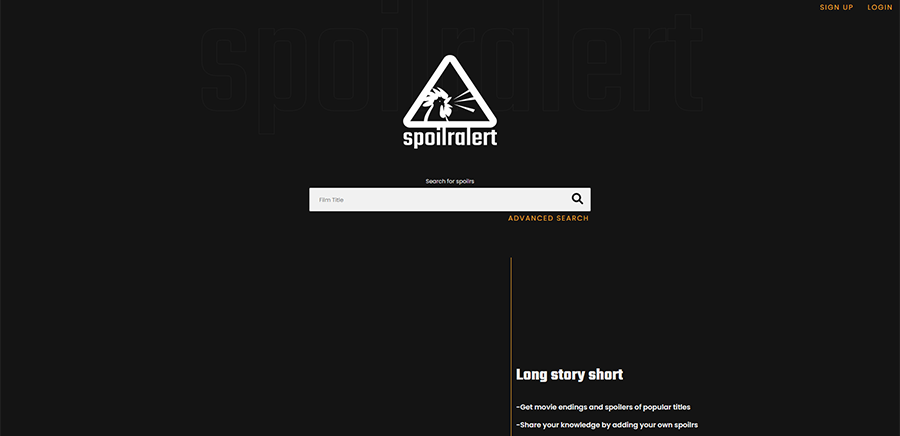 SIGN UP LOGIN
spoilralert
spoilralert
Search for spoilrs
Film Title
ADVANCED SEARCH
Long story short
-Get movie endings and spoilers of popular titles
-Share your knowledge by adding your own spoilrs